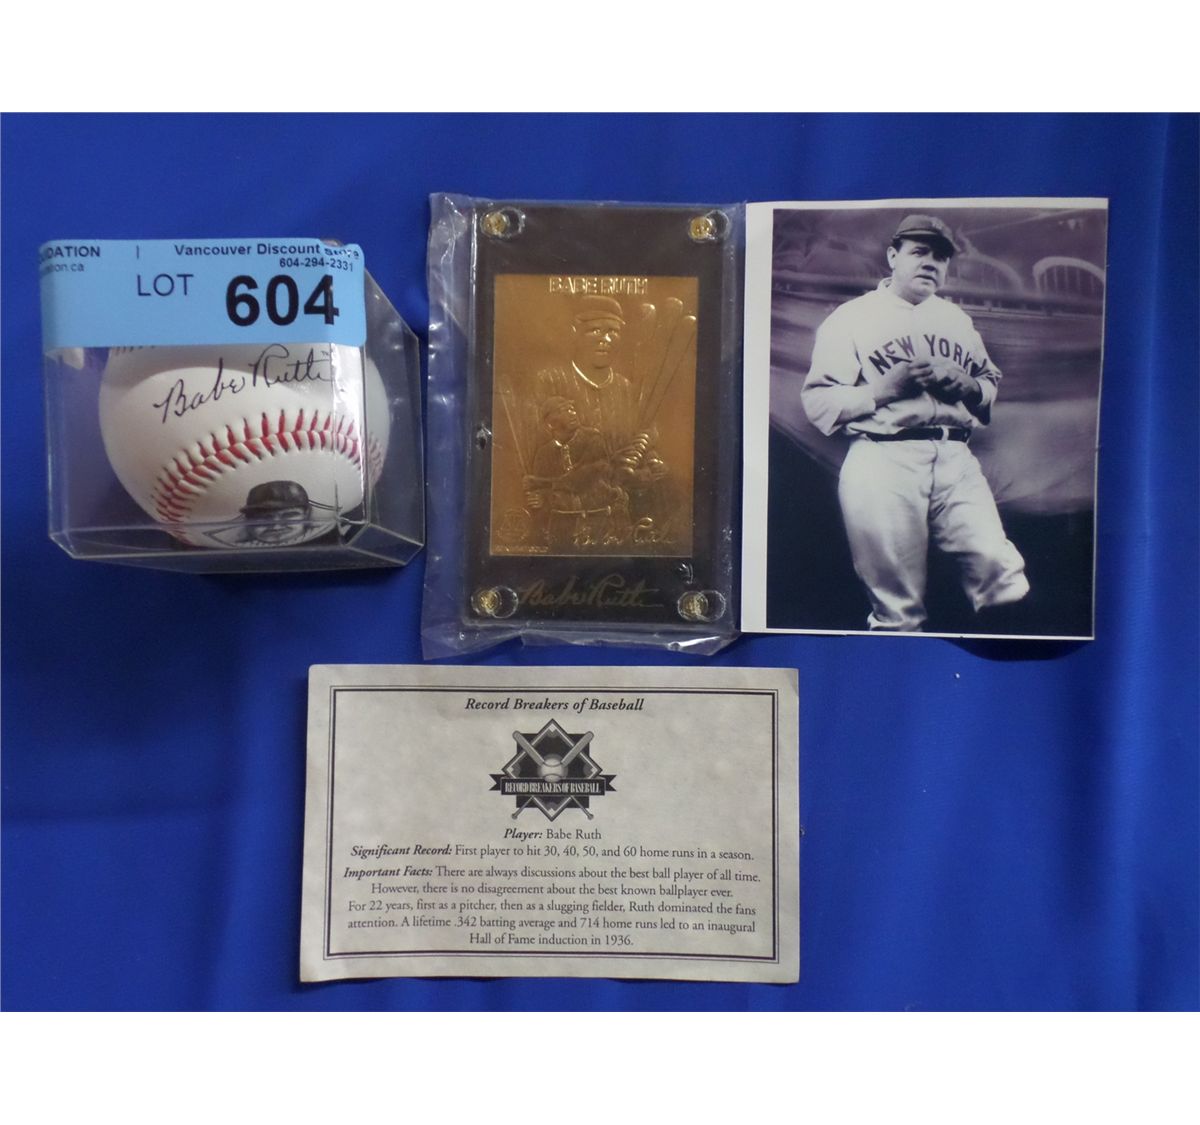 Vancouver Discount Store
604-294-2331
LOT 604
Babe Ruth™
BABE RUTH
Babe Ruth
Babe Ruth
NEW YORK
Record Breakers of Baseball
RECORD BREAKERS OF BASEBALL
Player: Babe Ruth
Significant Record: First player to hit 30, 40, 50, and 60 home runs in a season.
Important Facts: There are always discussions about the best ball player of all time.
However, there is no disagreement about the best known ballplayer ever.
For 22 years, first as a pitcher, then as a slugging fielder, Ruth dominated the fans
attention. A lifetime .342 batting average and 714 home runs led to an inaugural
Hall of Fame induction in 1936.